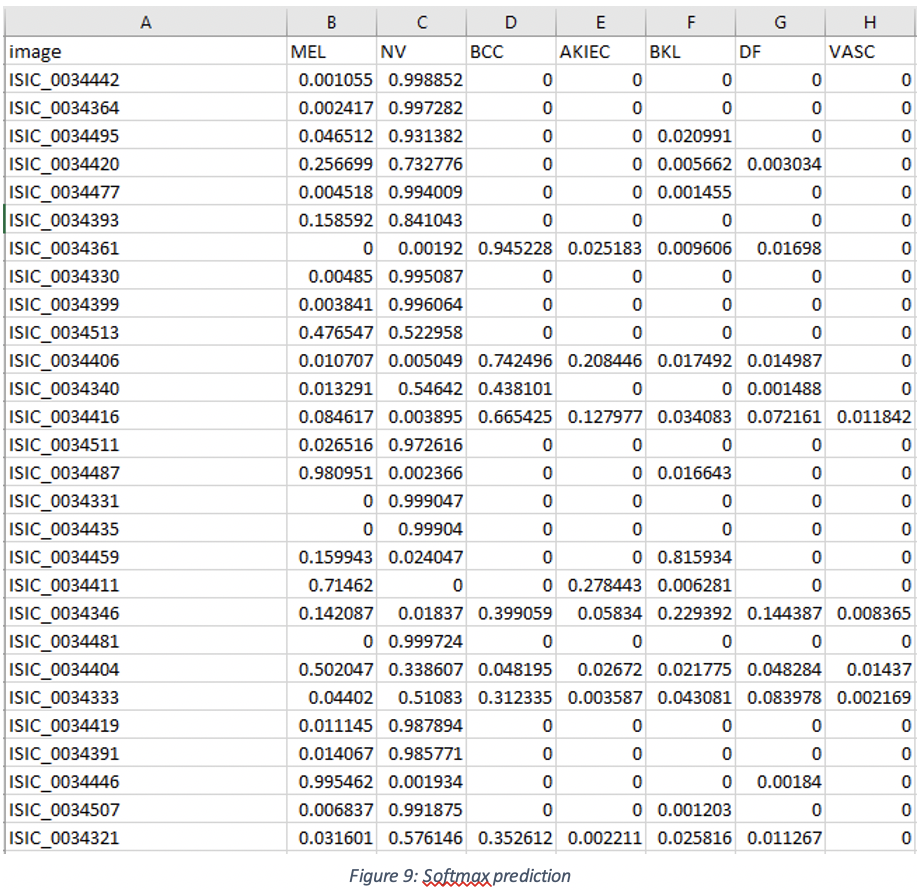 A B C D E F G H
image MEL NV BCC AKIEC BKL DF VASC
ISIC_0034442 0.001055 0.998852 0 0 0 0 0
ISIC_0034364 0.002417 0.997282 0 0 0 0 0
ISIC_0034495 0.046512 0.931382 0 0 0.020991 0 0
ISIC_0034420 0.256699 0.732776 0 0 0.005662 0.003034 0
ISIC_0034477 0.004518 0.994009 0 0 0.001455 0 0
ISIC_0034393 0.158592 0.841043 0 0 0 0 0
ISIC_0034361 0 0.00192 0.945228 0.025183 0.009606 0.01698 0
ISIC_0034330 0.00485 0.995087 0 0 0 0 0
ISIC_0034399 0.003841 0.996064 0 0 0 0 0
ISIC_0034513 0.476547 0.522958 0 0 0 0 0
ISIC_0034406 0.010707 0.005049 0.742496 0.208446 0.017492 0.014987 0
ISIC_0034340 0.013291 0.54642 0.438101 0 0 0.001488 0
ISIC_0034416 0.084617 0.003895 0.665425 0.127977 0.034083 0.072161 0.011842
ISIC_0034511 0.026516 0.972616 0 0 0 0 0
ISIC_0034487 0.980951 0.002366 0 0 0.016643 0 0
ISIC_0034331 0 0.999047 0 0 0 0 0
ISIC_0034435 0 0.99904 0 0 0 0 0
ISIC_0034459 0.159943 0.024047 0 0 0.815934 0 0
ISIC_0034411 0.71462 0 0 0.278443 0.006281 0 0
ISIC_0034346 0.142087 0.01837 0.399059 0.05834 0.229392 0.144387 0.008365
ISIC_0034481 0 0.999724 0 0 0 0 0
ISIC_0034404 0.502047 0.338607 0.048195 0.02672 0.021775 0.048284 0.01437
ISIC_0034333 0.04402 0.51083 0.312335 0.003587 0.043081 0.083978 0.002169
ISIC_0034419 0.011145 0.987894 0 0 0 0 0
ISIC_0034391 0.014067 0.985771 0 0 0 0 0
ISIC_0034446 0.995462 0.001934 0 0 0 0.00184 0
ISIC_0034507 0.006837 0.991875 0 0 0.001203 0 0
ISIC_0034321 0.031601 0.576146 0.352612 0.002211 0.025816 0.011267 0
Figure 9: Softmax prediction